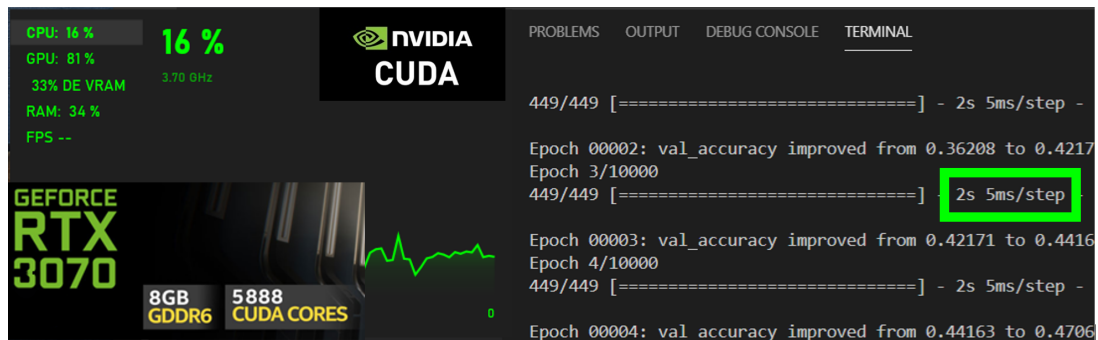 CPU: 16 %
GPU: 81 %
33% DE VRAM
RAM: 34 %
FPS --
16 %
3.70 GHz
NVIDIA
CUDA
GEFORCE
RTX
3070
8GB
GDDR6
5888
CUDA CORES
0
PROBLEMS OUTPUT DEBUG CONSOLE TERMINAL
449/449 [==============================] - 2s 5ms/step -
Epoch 00002: val_accuracy improved from 0.36208 to 0.4217
Epoch 3/10000
449/449 [==============================] - 2s 5ms/step -
Epoch 00003: val_accuracy improved from 0.42171 to 0.4416
Epoch 4/10000
449/449 [==============================] - 2s 5ms/step -
Epoch 00004: val_accuracy improved from 0.44163 to 0.4706